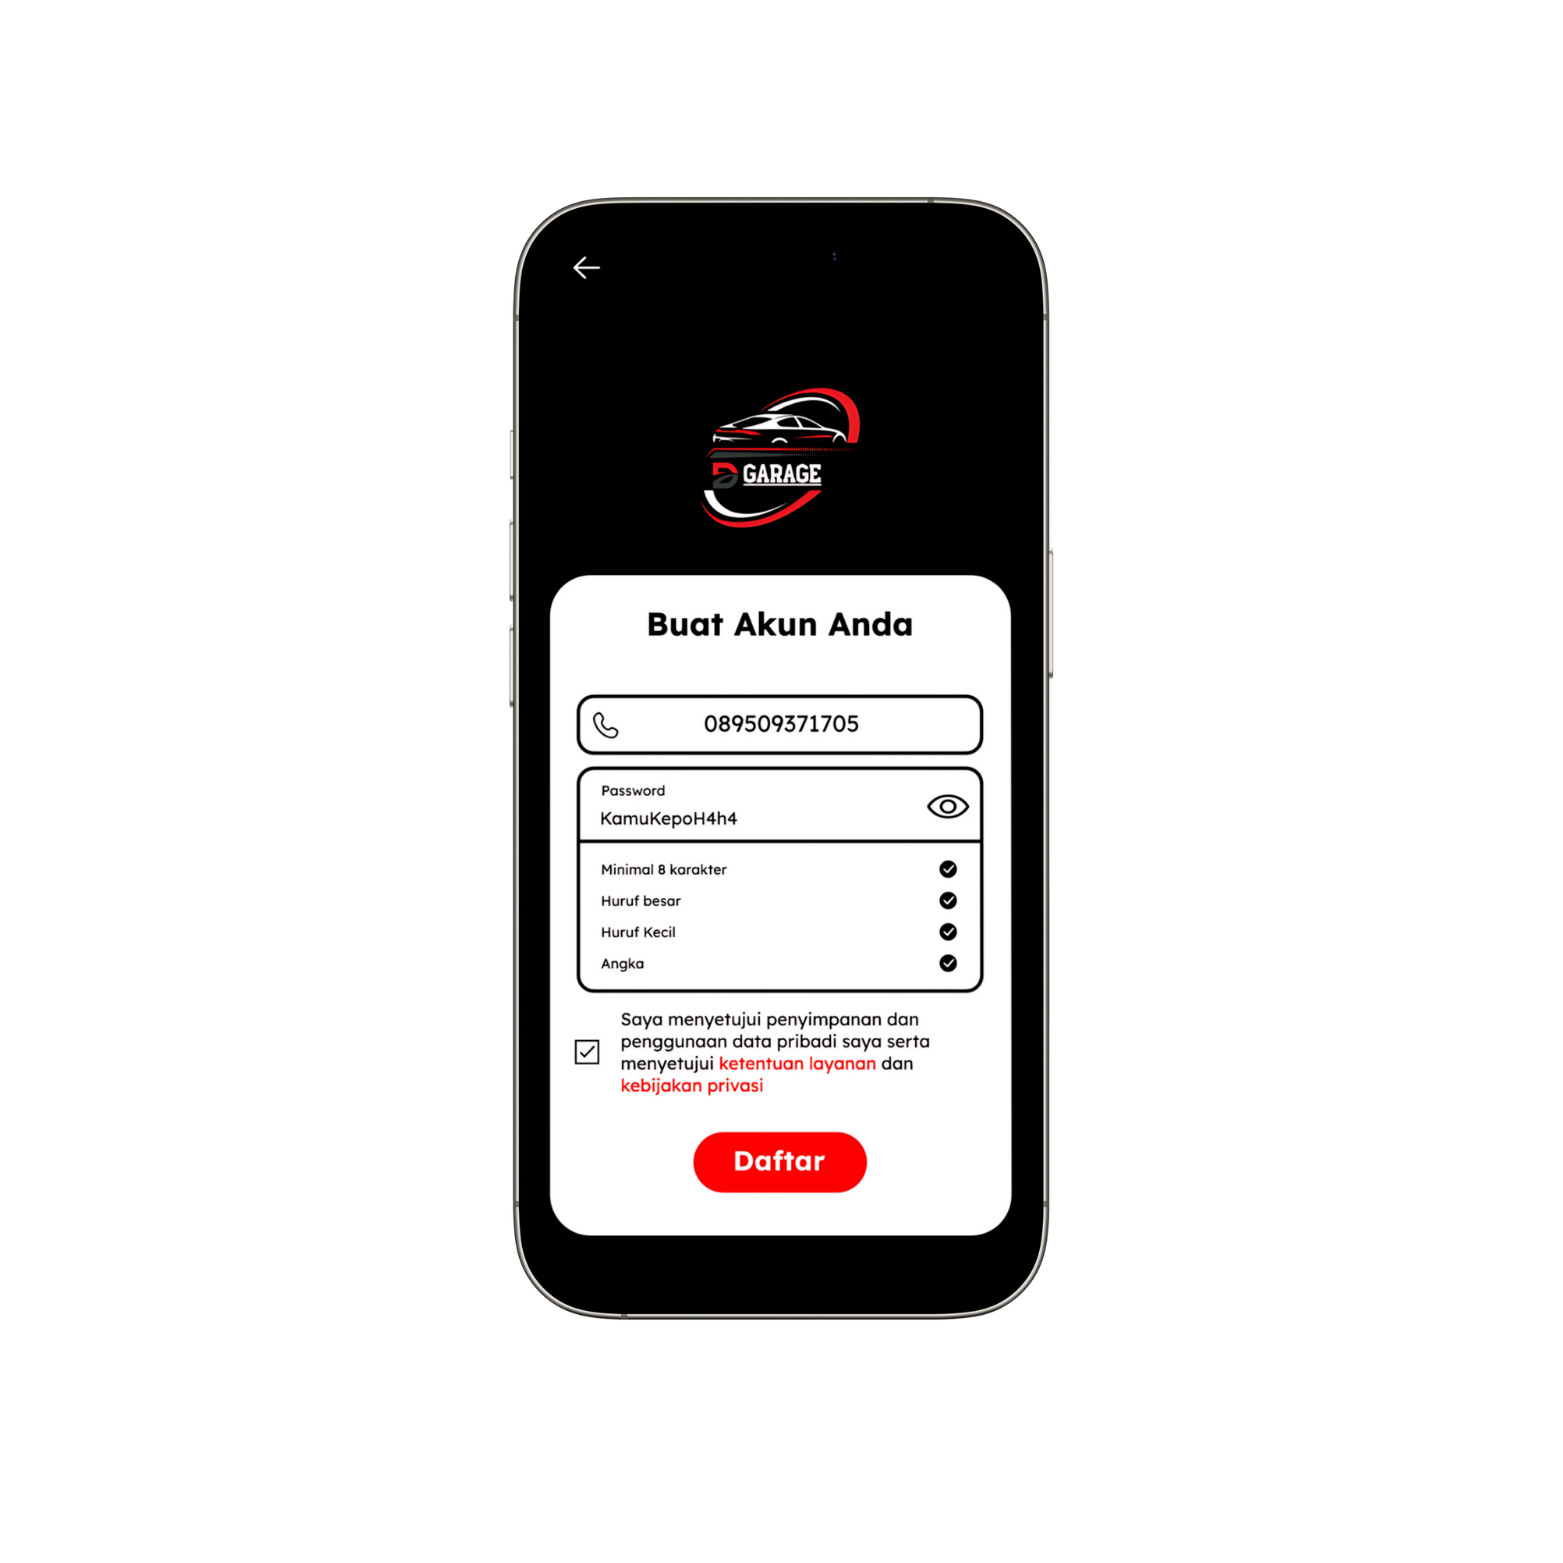 D GARAGE
Buat Akun Anda
089509371705
Password
KamuKepoH4h4
Minimal 8 karakter
Huruf besar
Huruf Kecil
Angka
Saya menyetujui penyimpanan dan
penggunaan data pribadi saya serta
menyetujui ketentuan layanan dan
kebijakan privasi
Daftar